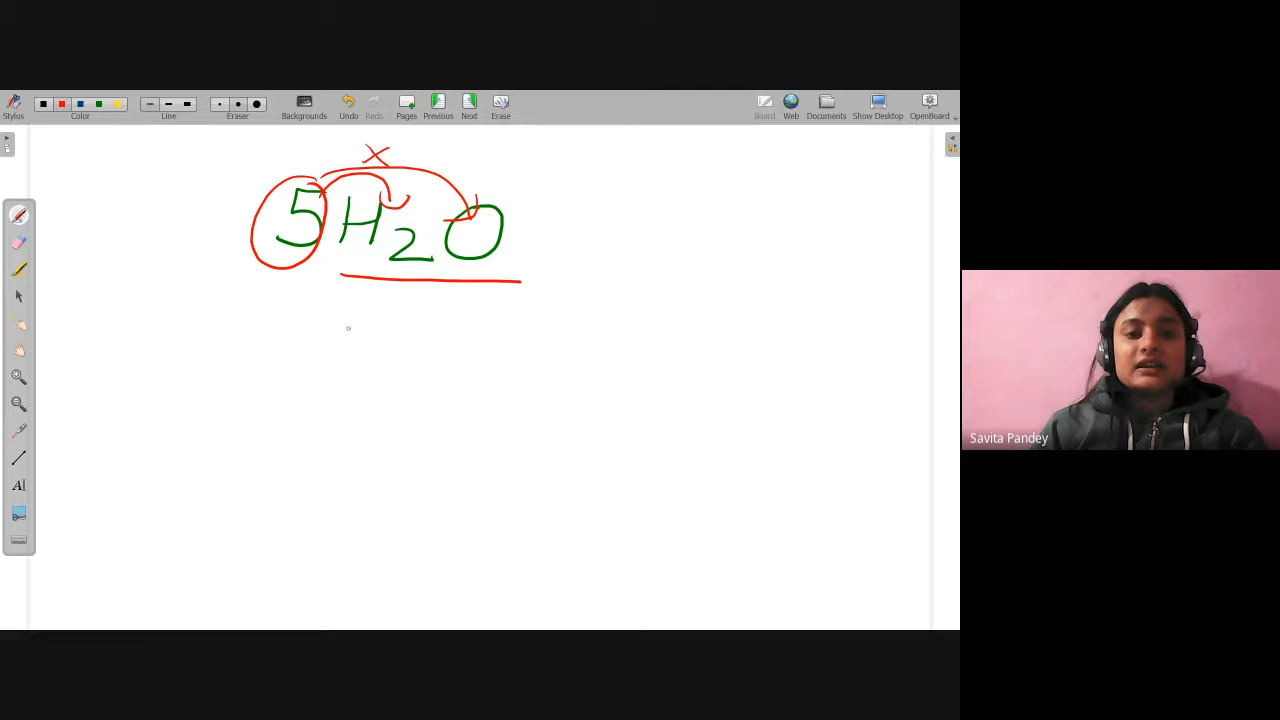 Stylus
Color
Line
Eraser
Backgrounds
Undo
Redo
Pages
Previous
Next
Erase
Board
Web
Documents
Show Desktop
OpenBoard
x
5H₂O
AI
Savita Pandey